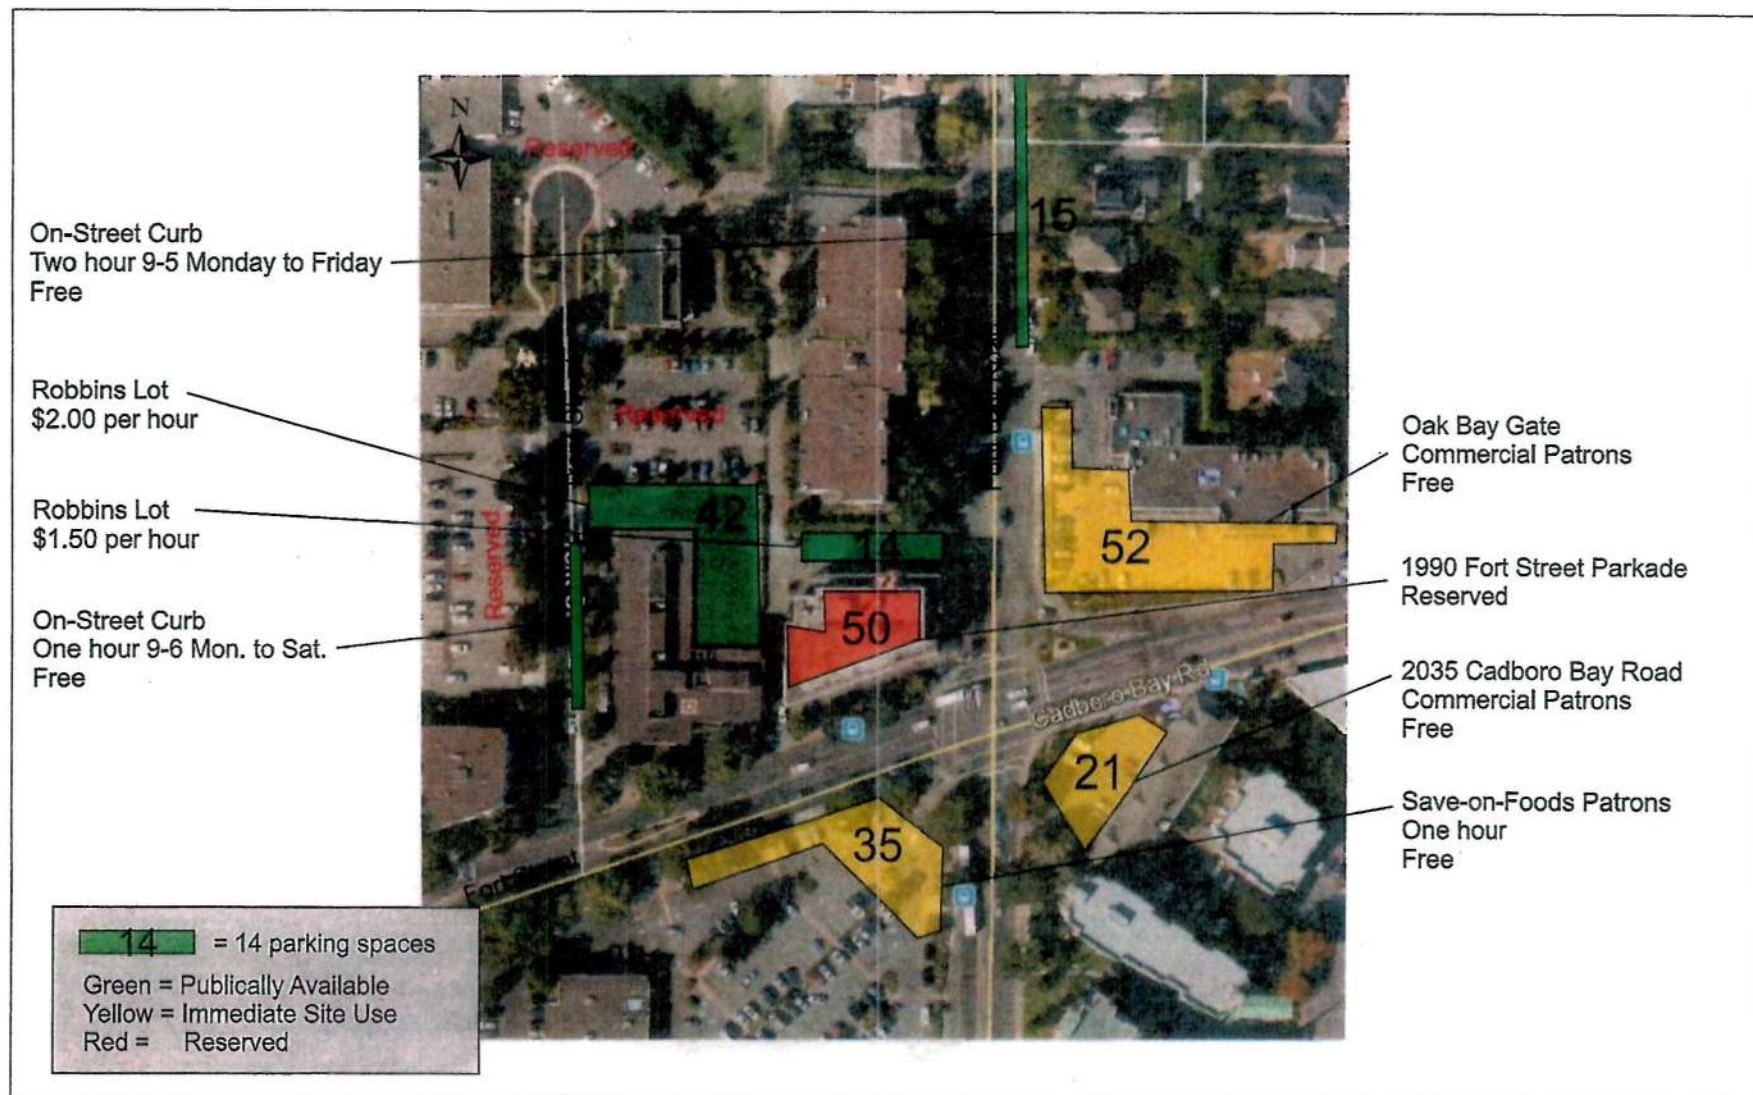 N
Reserved
15
On-Street Curb
Two hour 9-5 Monday to Friday
Free
Robbins Lot
$2.00 per hour
Reserved
Oak Bay Gate
Commercial Patrons
Free
42
Robbins Lot
$1.50 per hour
Reserved
14
52
1990 Fort Street Parkade
Reserved
50
On-Street Curb
One hour 9-6 Mon. to Sat.
Free
2035 Cadboro Bay Road
Commercial Patrons
Free
Cadboro Bay Rd
21
Save-on-Foods Patrons
One hour
Free
35
Fort Street
14 = 14 parking spaces
Green = Publically Available
Yellow = Immediate Site Use
Red = Reserved